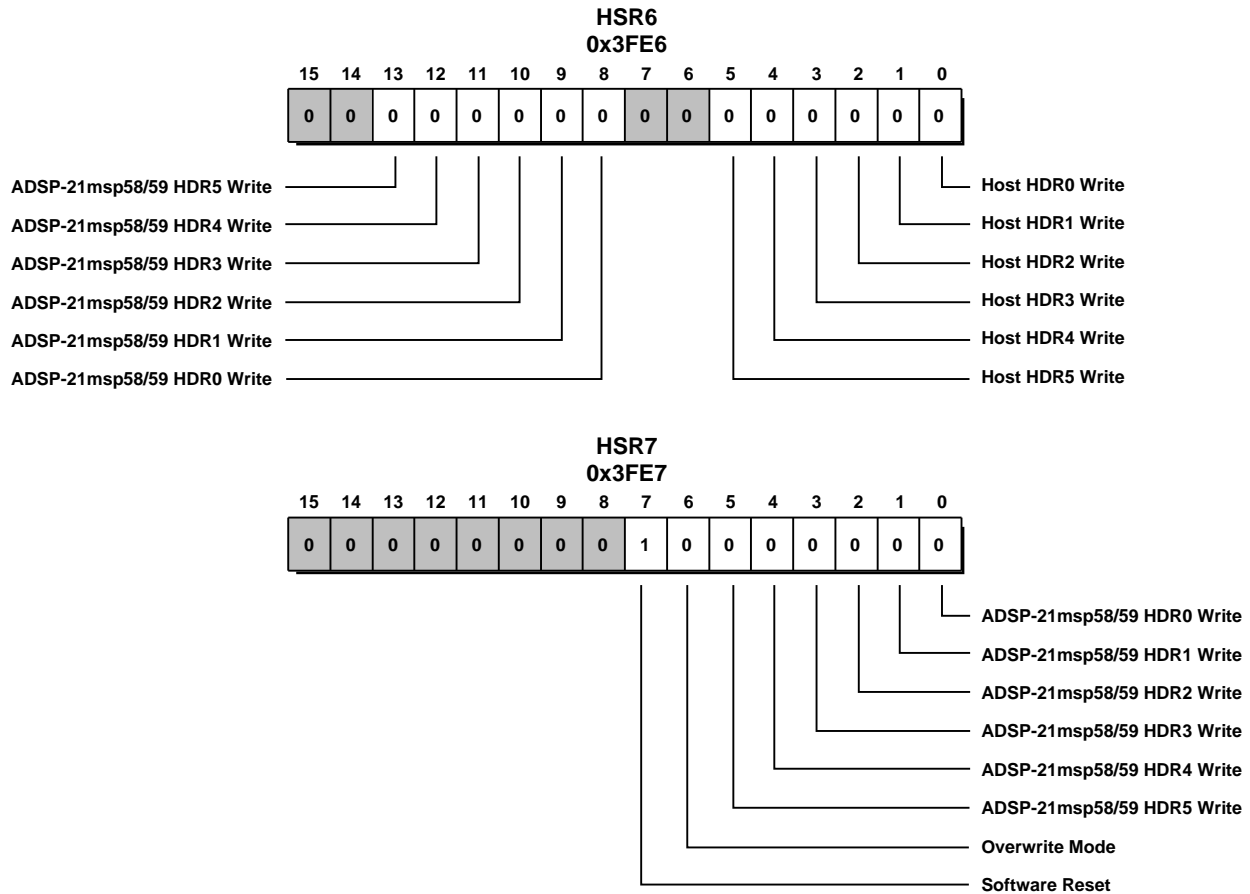 HSR6
0x3FE6
15 14 13 12 11 10 9 8 7 6 5 4 3 2 1 0
0 0 0 0 0 0 0 0 0 0 0 0 0 0 0 0
ADSP-21msp58/59 HDR5 Write Host HDR0 Write
ADSP-21msp58/59 HDR4 Write Host HDR1 Write
ADSP-21msp58/59 HDR3 Write Host HDR2 Write
ADSP-21msp58/59 HDR2 Write Host HDR3 Write
ADSP-21msp58/59 HDR1 Write Host HDR4 Write
ADSP-21msp58/59 HDR0 Write Host HDR5 Write
HSR7
0x3FE7
15 14 13 12 11 10 9 8 7 6 5 4 3 2 1 0
0 0 0 0 0 0 0 0 1 0 0 0 0 0 0 0
ADSP-21msp58/59 HDR0 Write
ADSP-21msp58/59 HDR1 Write
ADSP-21msp58/59 HDR2 Write
ADSP-21msp58/59 HDR3 Write
ADSP-21msp58/59 HDR4 Write
ADSP-21msp58/59 HDR5 Write
Overwrite Mode
Software Reset